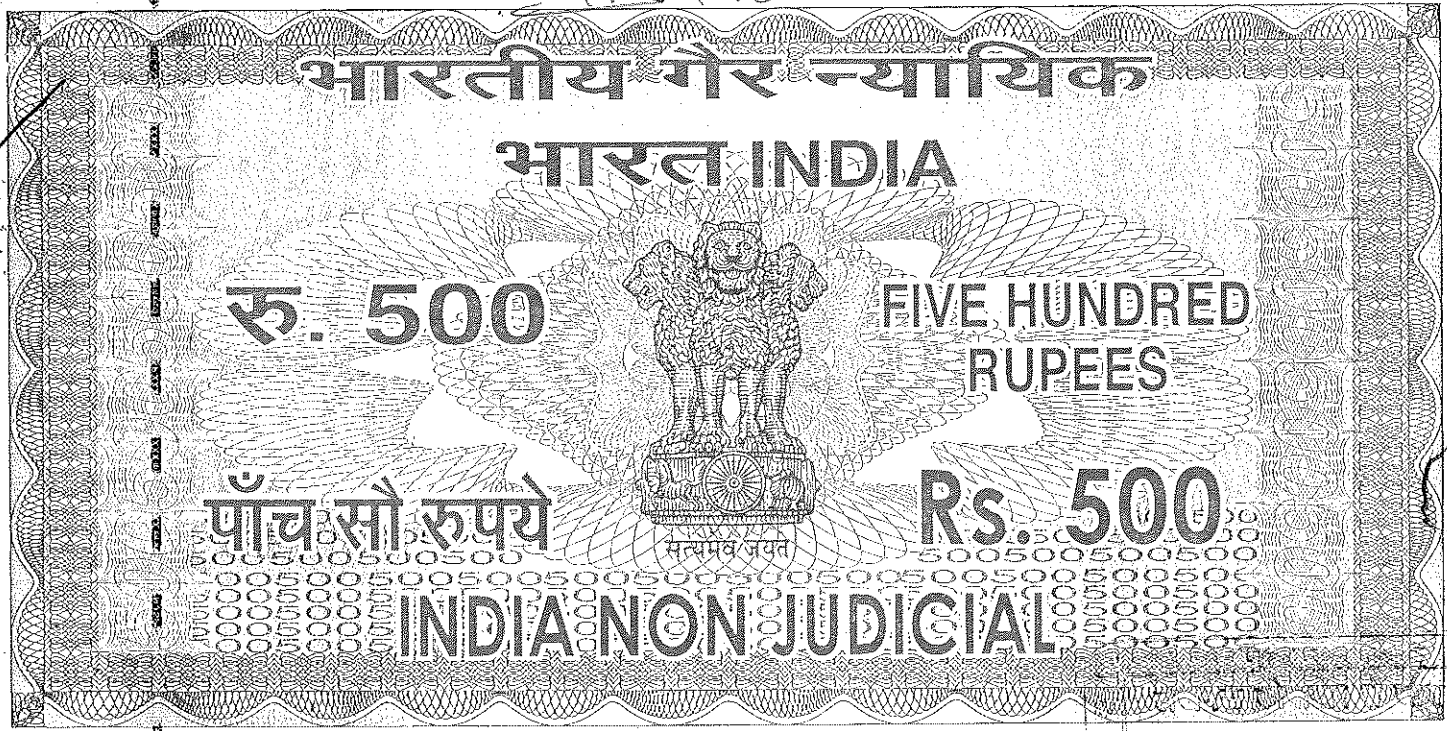 भारतीय गैर न्यायिक
भारत INDIA
रु. 500
FIVE HUNDRED
RUPEES
पाँच सौ रुपये
Rs. 500
सत्यमेव जयते
INDIA NON JUDICIAL